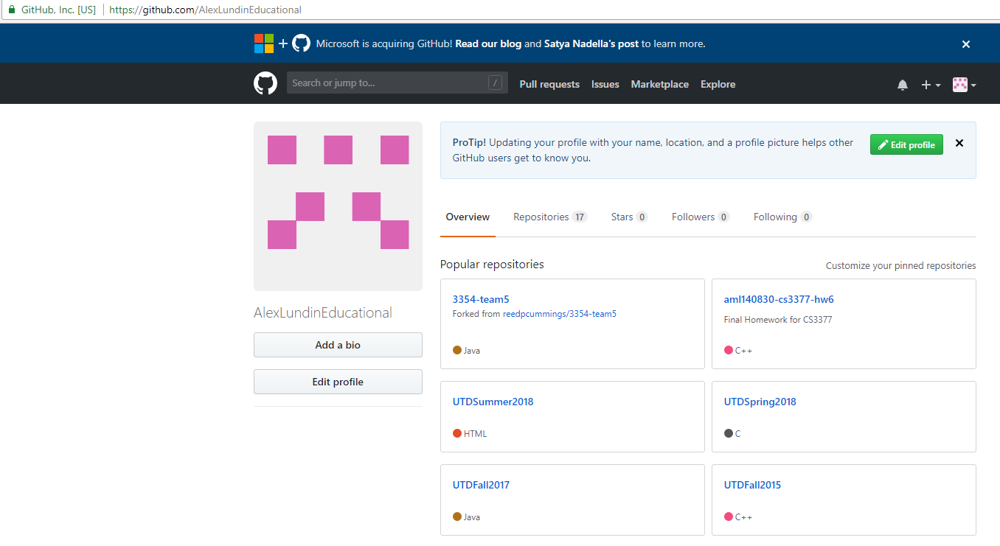 GitHub, Inc. [US] https://github.com/AlexLundinEducational
Microsoft is acquiring GitHub! Read our blog and Satya Nadella's post to learn more.
Search or jump to... /
Pull requests Issues Marketplace Explore
ProTip! Updating your profile with your name, location, and a profile picture helps other
GitHub users get to know you.
Edit profile
Overview Repositories 17 Stars 0 Followers 0 Following 0
Popular repositories
Customize your pinned repositories
AlexLundinEducational
Add a bio
Edit profile
3354-team5
Forked from reedpcummings/3354-team5
Java
aml140830-cs3377-hw6
Final Homework for CS3377
C++
UTDSummer2018
HTML
UTDSpring2018
C
UTDFall2017
Java
UTDFall2015
C++